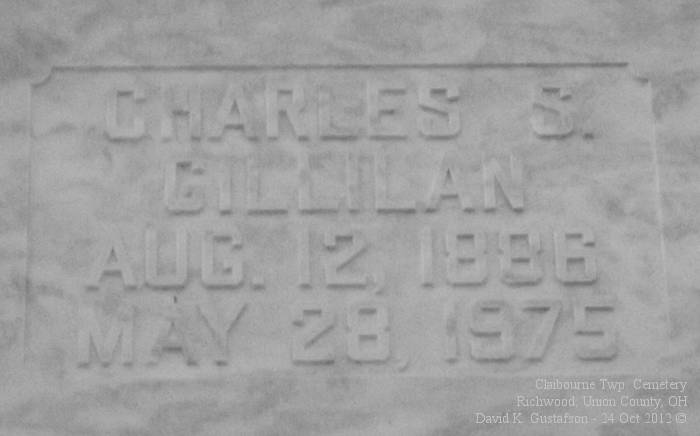 CHARLES S.
GILLILAN
AUG. 12, 1886
MAY 28, 1975
Claibourne Twp. Cemetery
Richwood, Union County, OH
David K. Gustafson - 24 Oct 2012 ©